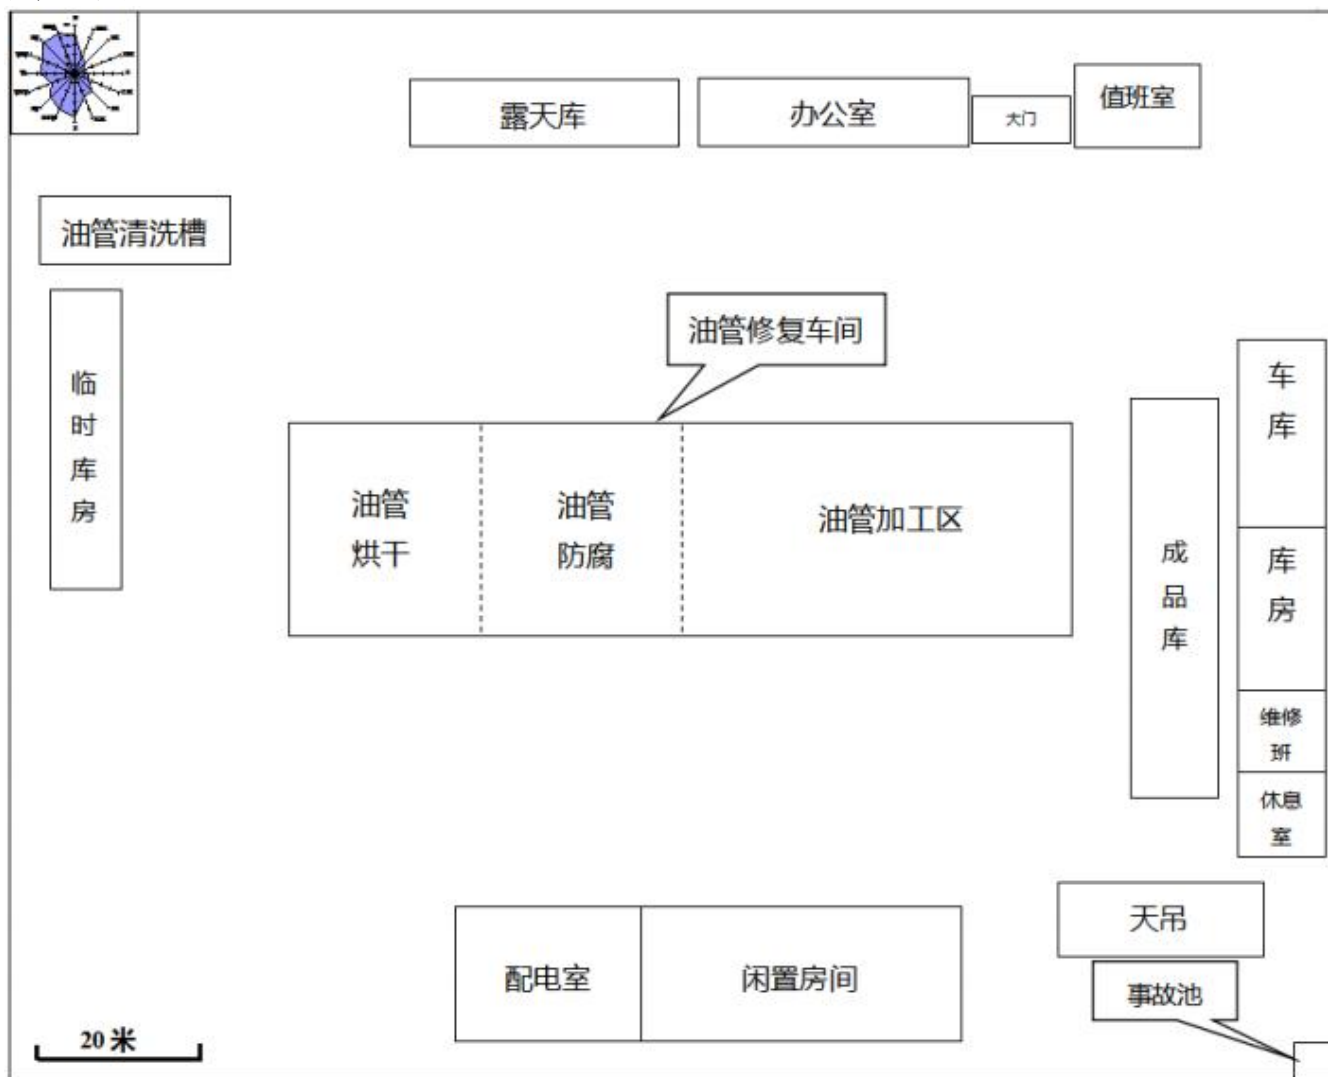 露天库
办公室
大门
值班室
油管清洗槽
油管修复车间
临
时
库
房
车
库
油管
烘干
油管
防腐
油管加工区
成
品
库
库
房
维修
班
休息
室
天吊
配电室
闲置房间
事故池
20 米